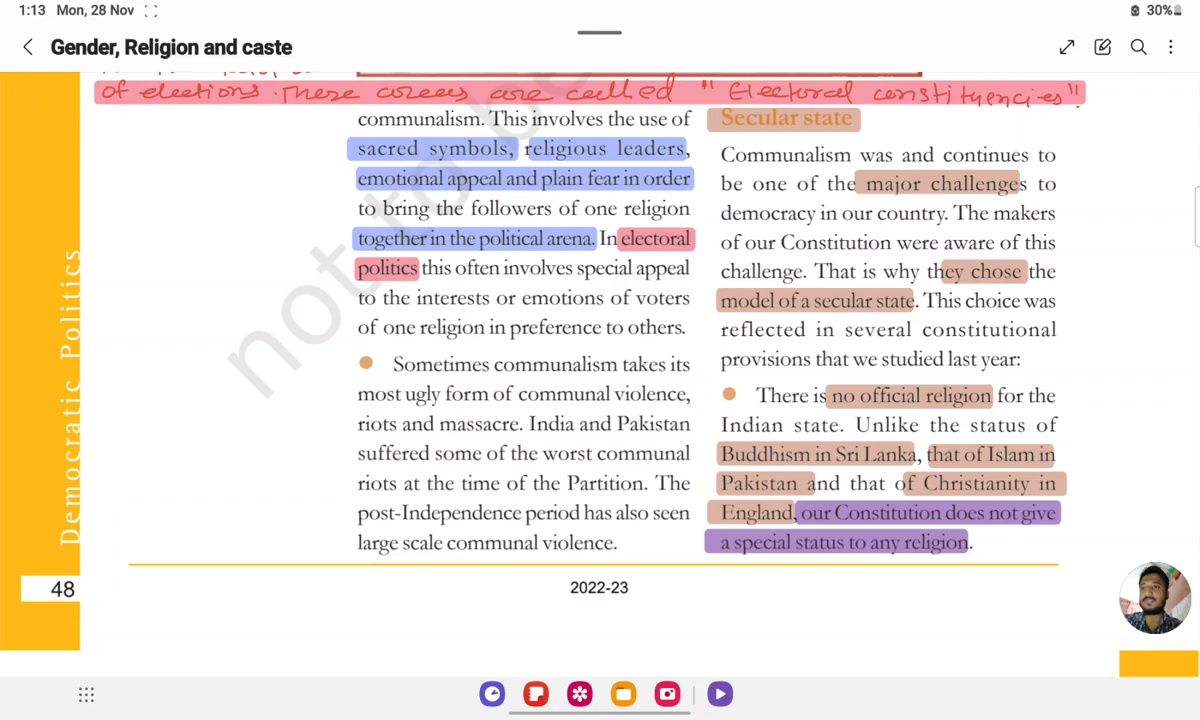 1:13 Mon, 28 Nov
30%
Gender, Religion and caste
of elections. These areas are called "Electoral constituencies".
communalism. This involves the use of
sacred symbols, religious leaders,
emotional appeal and plain fear in order
to bring the followers of one religion
together in the political arena. In electoral
politics this often involves special appeal
to the interests or emotions of voters
of one religion in preference to others.
Sometimes communalism takes its
most ugly form of communal violence,
riots and massacre. India and Pakistan
suffered some of the worst communal
riots at the time of the Partition. The
post-Independence period has also seen
large scale communal violence.
Secular state
Communalism was and continues to
be one of the major challenges to
democracy in our country. The makers
of our Constitution were aware of this
challenge. That is why they chose the
model of a secular state. This choice was
reflected in several constitutional
provisions that we studied last year:
There is no official religion for the
Indian state. Unlike the status of
Buddhism in Sri Lanka, that of Islam in
Pakistan and that of Christianity in
England, our Constitution does not give
a special status to any religion.
not to be
Democratic Politics
48
2022-23